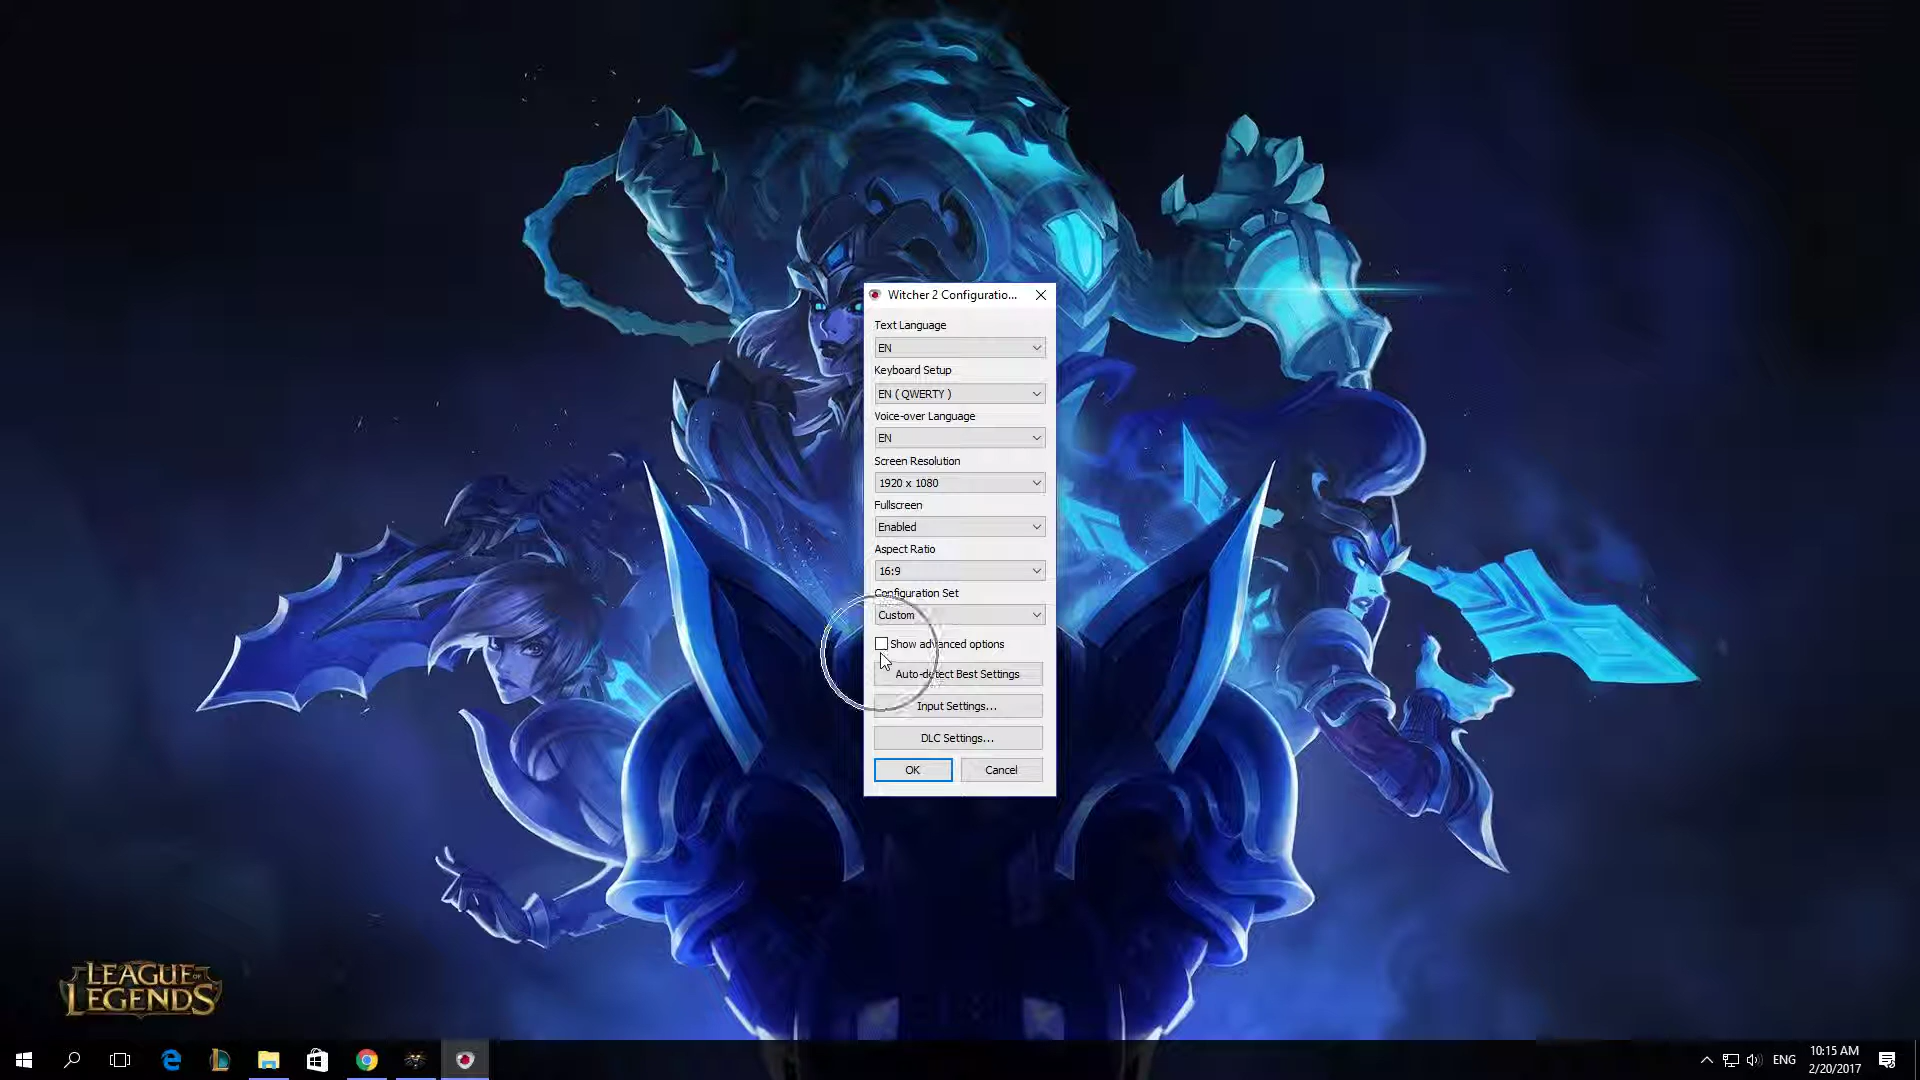 Witcher 2 Configuratio...
Text Language
EN
Keyboard Setup
EN ( QWERTY )
Voice-over Language
EN
Screen Resolution
1920 x 1080
Fullscreen
Enabled
Aspect Ratio
16:9
Configuration Set
Custom
Show advanced options
Auto-detect Best Settings
Input Settings...
DLC Settings...
OK Cancel
LEAGUE OF
LEGENDS
ENG
10:15 AM
2/20/2017